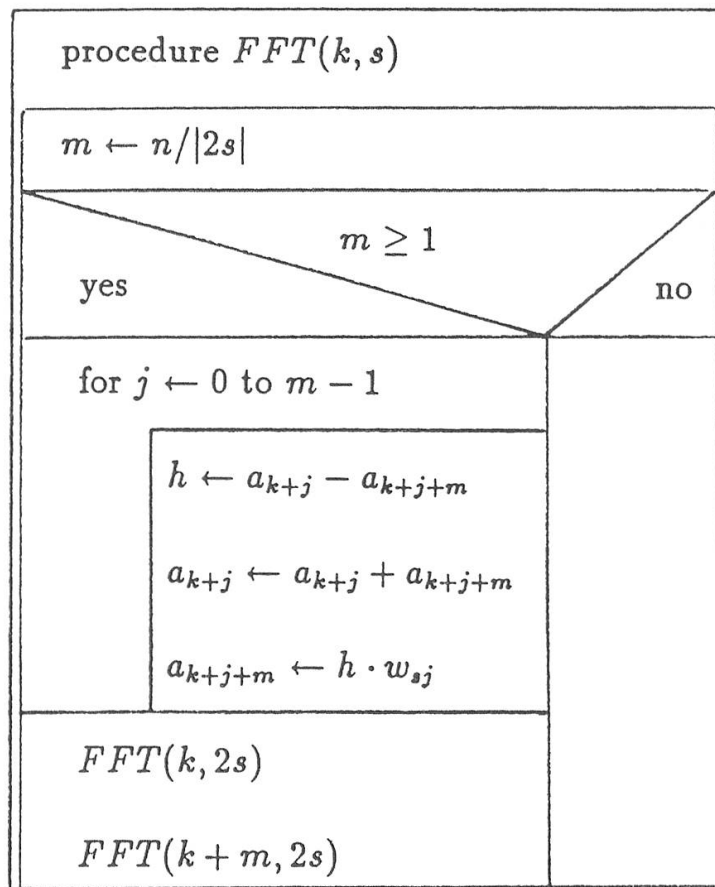 procedure FFT(k, s)
m ← n/|2s|
m ≥ 1
yes no
for j ← 0 to m − 1
h ← a_{k+j} − a_{k+j+m}
a_{k+j} ← a_{k+j} + a_{k+j+m}
a_{k+j+m} ← h · w_{sj}
FFT(k, 2s)
FFT(k + m, 2s)